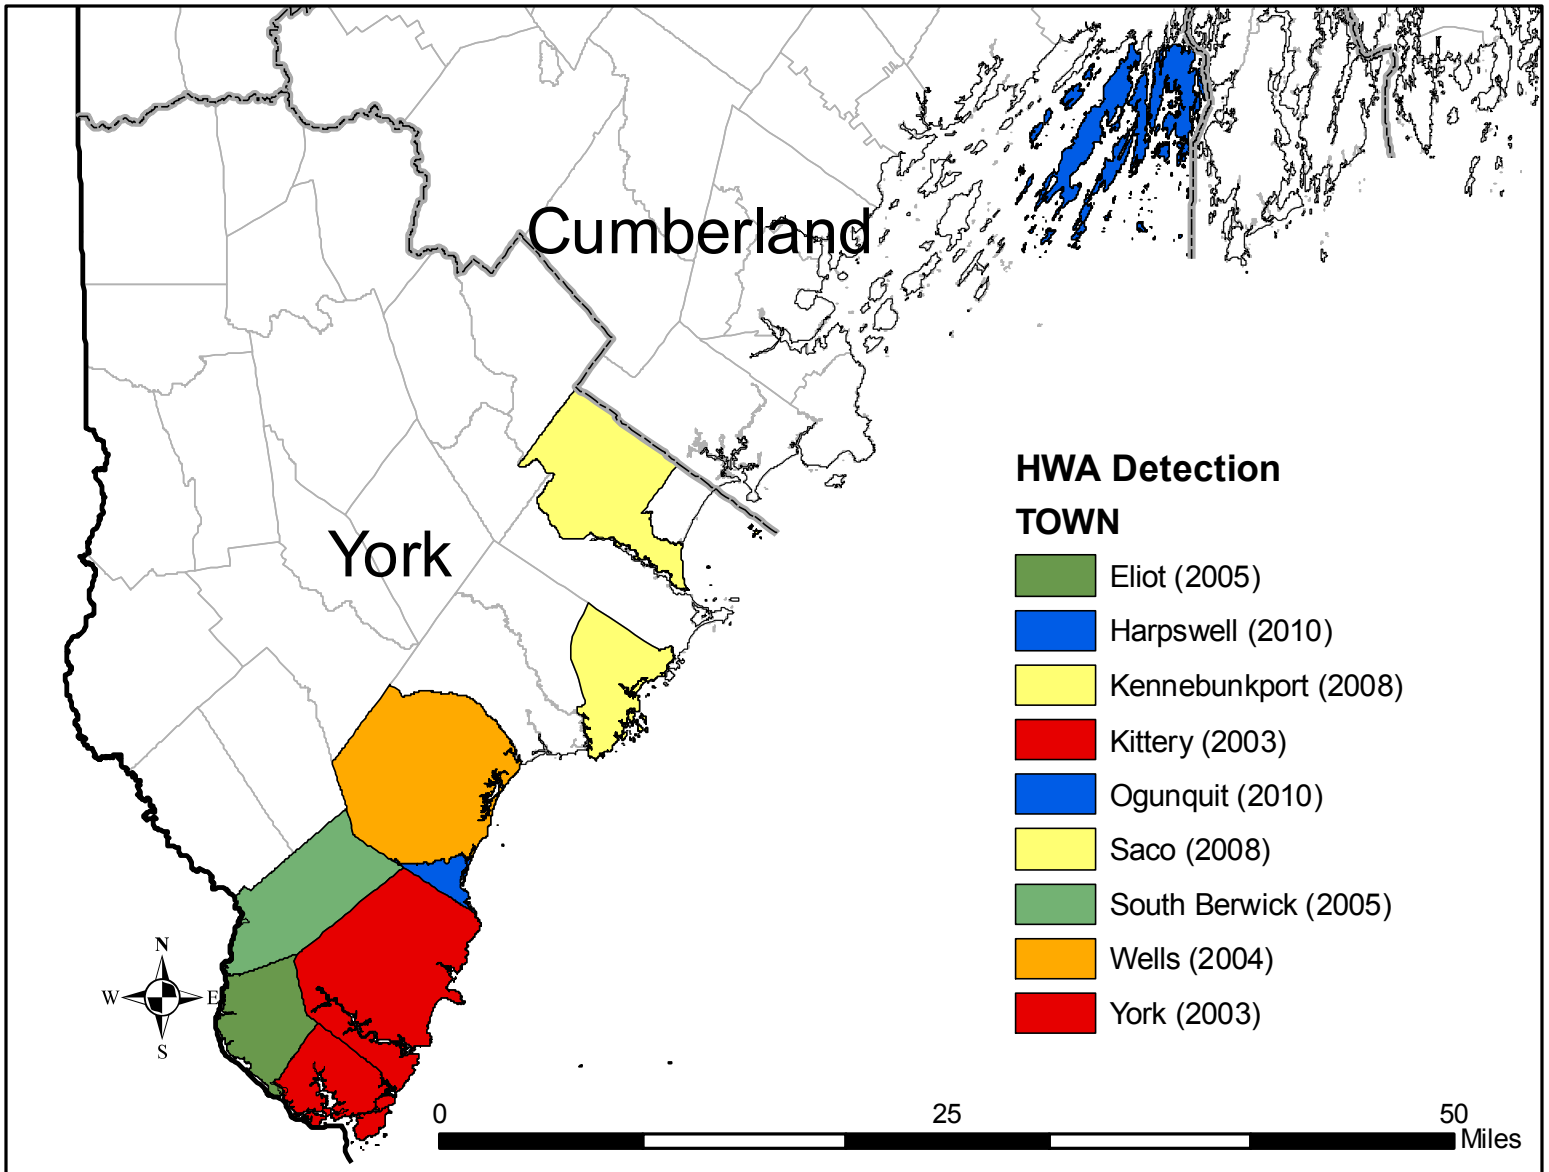 Cumberland
York
HWA Detection
TOWN
Eliot (2005)
Harpswell (2010)
Kennebunkport (2008)
Kittery (2003)
Ogunquit (2010)
Saco (2008)
South Berwick (2005)
Wells (2004)
York (2003)
N
W E
S
0 25 50
Miles